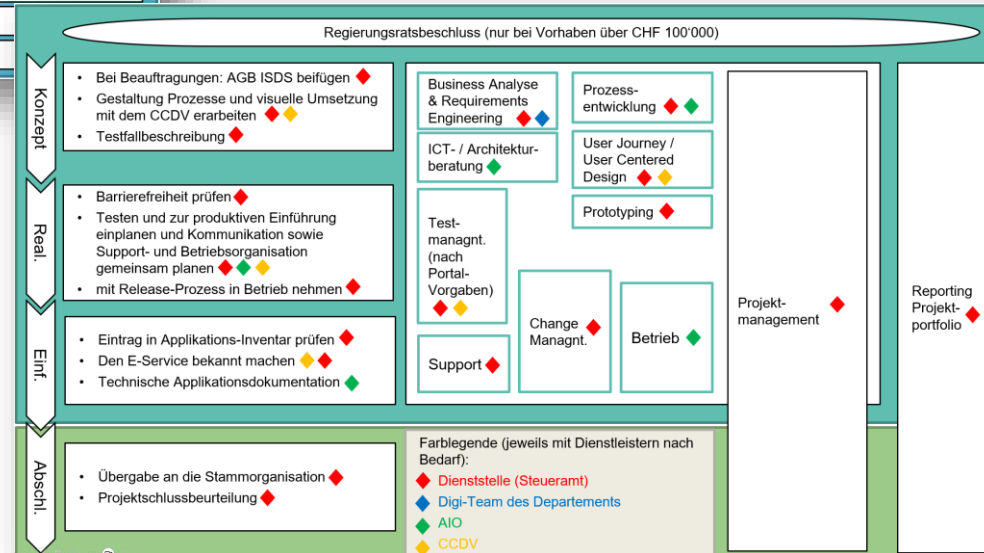 Regierungsratsbeschluss (nur bei Vorhaben über CHF 100'000)
Konzept
• Bei Beauftragungen: AGB ISDS beifügen
• Gestaltung Prozesse und visuelle Umsetzung
mit dem CCDV erarbeiten
• Testfallbeschreibung
Real.
• Barrierefreiheit prüfen
• Testen und zur produktiven Einführung
einplanen und Kommunikation sowie
Support- und Betriebsorganisation
gemeinsam planen
• mit Release-Prozess in Betrieb nehmen
Einf.
• Eintrag in Applikations-Inventar prüfen
• Den E-Service bekannt machen
• Technische Applikationsdokumentation
Abschl.
• Übergabe an die Stammorganisation
• Projektschlussbeurteilung
Business Analyse
& Requirements
Engineering
Prozess-
entwicklung
ICT- / Architektur-
beratung
User Journey /
User Centered
Design
Prototyping
Test-
managnt.
(nach
Portal-
Vorgaben)
Change
Managnt.
Betrieb
Support
Projekt-
management
Reporting
Projekt-
portfolio
Farblegende (jeweils mit Dienstleistern nach
Bedarf):
Dienststelle (Steueramt)
Digi-Team des Departements
AIO
CCDV